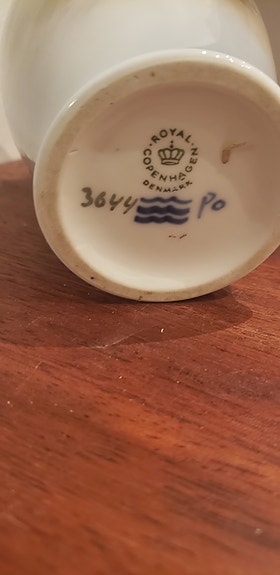 ROYAL
COPENHAGEN
DENMARK
3644 Po